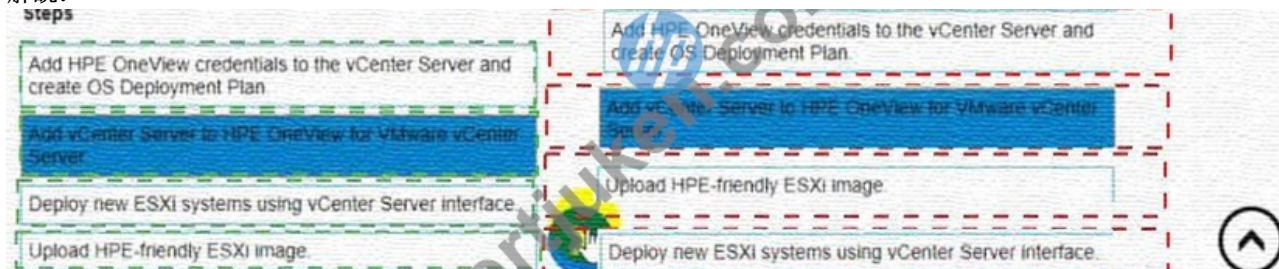 Steps
Add HPE OneView credentials to the vCenter Server and
create OS Deployment Plan.
Add vCenter Server to HPE OneView for VMware vCenter
Server.
Deploy new ESXi systems using vCenter Server interface.
Upload HPE-friendly ESXi image.
Add HPE OneView credentials to the vCenter Server and
create OS Deployment Plan.
Add vCenter Server to HPE OneView for VMware vCenter
Server.
Upload HPE-friendly ESXi image.
Deploy new ESXi systems using vCenter Server interface.